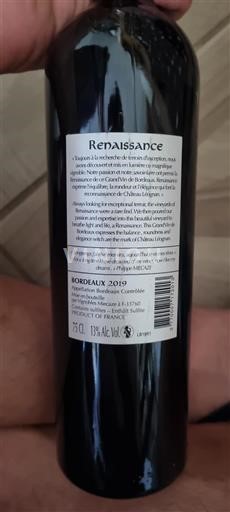 Renaissance
« Toujours à la recherche de terroirs d'exception, nous
avons découvert et mis en lumière ce magnifique
vignoble. Notre passion et notre savoir-faire ont
permis la Renaissance de ce Grand Vin de Bordeaux. Renaissance
exprime l'équilibre, la rondeur et l'élégance qui font la
reconnaissance de Château Léognan. »
Always looking for exceptional terroir, the vineyards of
Renaissance were a rare find. We then poured our
passion and expertise into this beautiful vineyard to
breathe light and life, a Renaissance. This Grand Vin de
Bordeaux expresses the balance, roundness and
elegance witch are the mark of Château Léognan.
Philippe MIECAZE
BORDEAUX 2019
Appellation Bordeaux Contrôlée
Mise en bouteille
par Vignobles Miecaze à F-33760
Contains sulfites – Enthält Sulfite
PRODUCT OF FRANCE
75 CL 13% Alc. Vol.